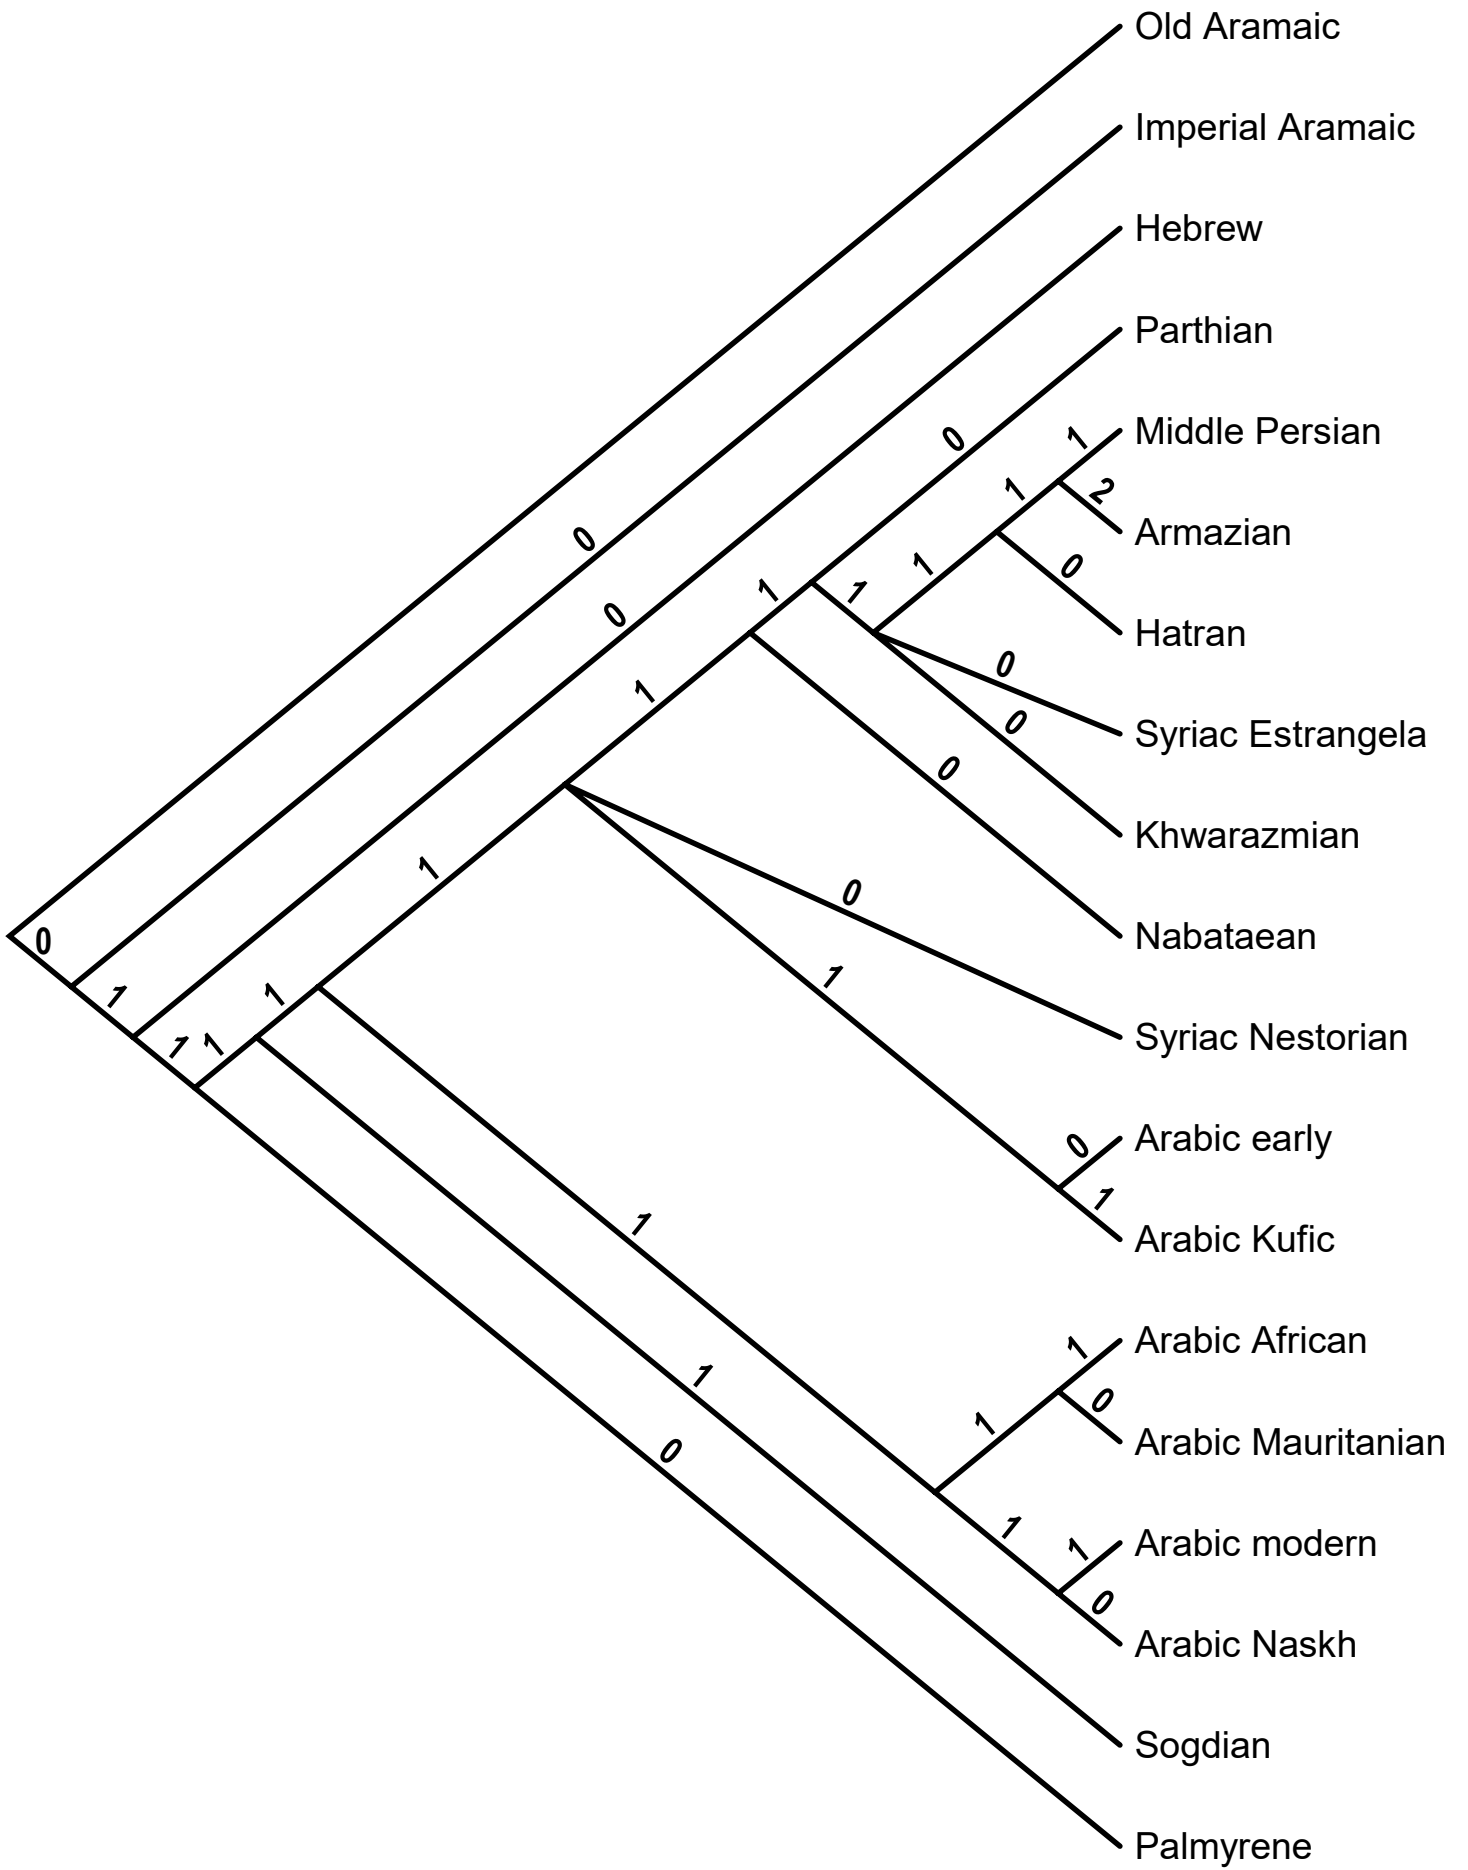 Old Aramaic
Imperial Aramaic
Hebrew
Parthian
0
1
Middle Persian
1
2
Armazian
0
1
0
Hatran
1
1
0
0
Syriac Estrangela
1
0
0
Khwarazmian
1
0
Nabataean
0
1
1
Syriac Nestorian
1
1
1
0
Arabic early
1
Arabic Kufic
1
1
Arabic African
1
0
Arabic Mauritanian
1
0
1
1
Arabic modern
0
Arabic Naskh
Sogdian
Palmyrene